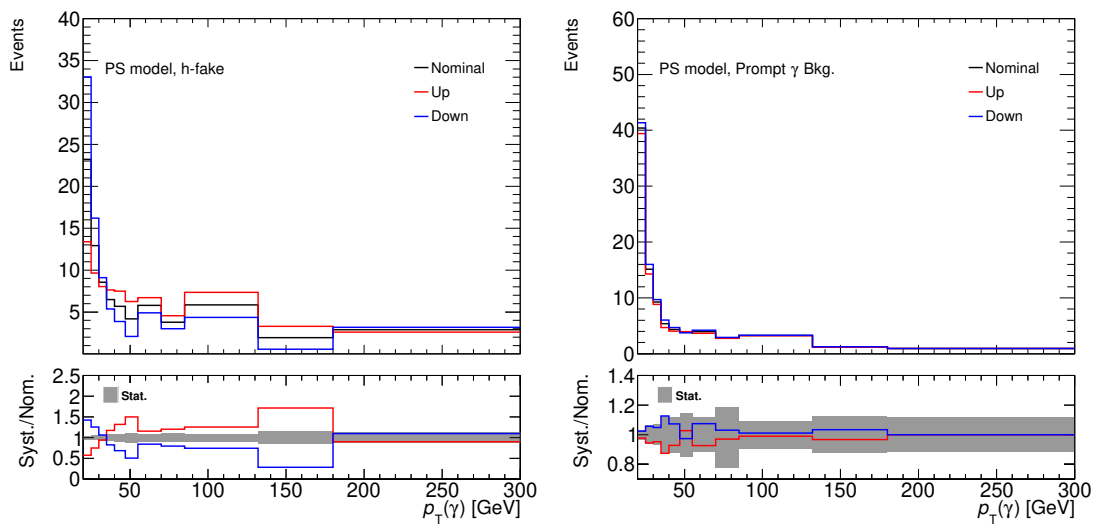 Events
40
35
30
25
20
15
10
5
PS model, h-fake
Nominal
Up
Down
Syst./Nom.
2.5
2
1.5
1
0.5
0
Stat.
50 100 150 200 250 300
p_T(γ) [GeV]
Events
60
50
40
30
20
10
0
PS model, Prompt γ Bkg.
Nominal
Up
Down
Syst./Nom.
1.4
1.2
1
0.8
Stat.
50 100 150 200 250 300
p_T(γ) [GeV]